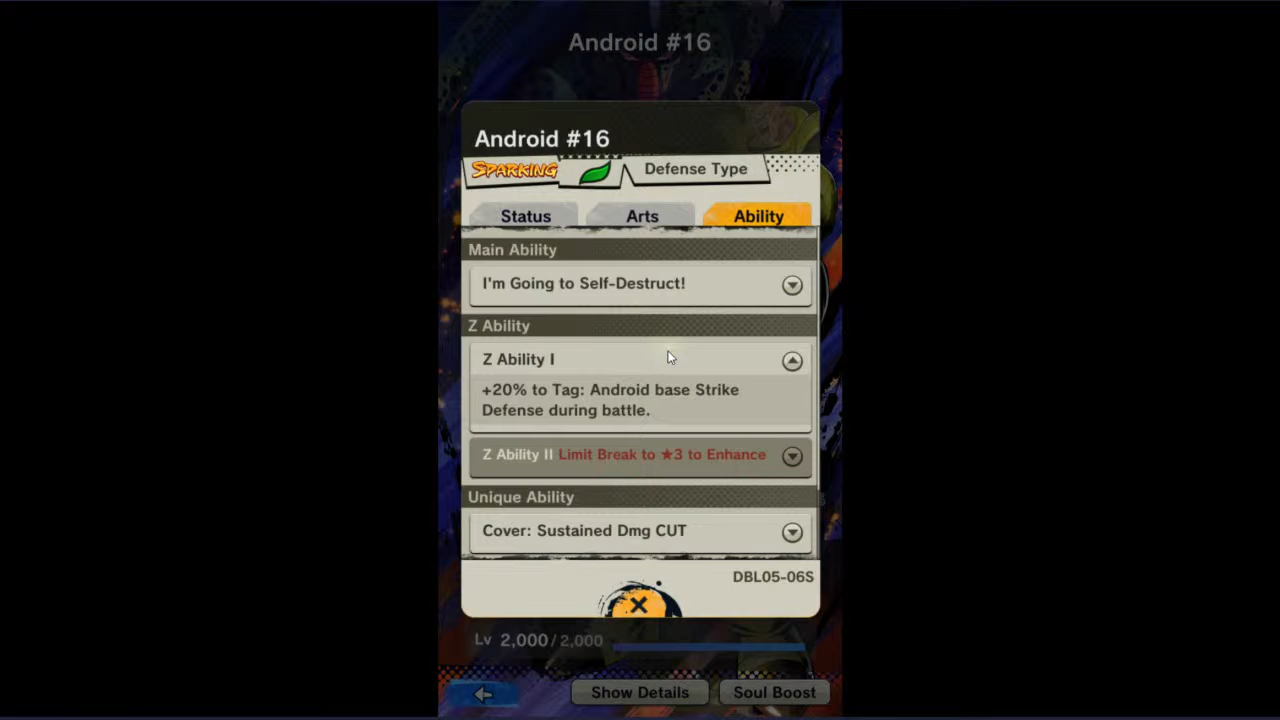 Android #16
Android #16
SPARKING
Defense Type
Status
Arts
Ability
Main Ability
I'm Going to Self-Destruct!
Z Ability
Z Ability I
+20% to Tag: Android base Strike
Defense during battle.
Z Ability II Limit Break to ★3 to Enhance
Unique Ability
Cover: Sustained Dmg CUT
DBL05-06S
Lv 2,000/2,000
Show Details
Soul Boost